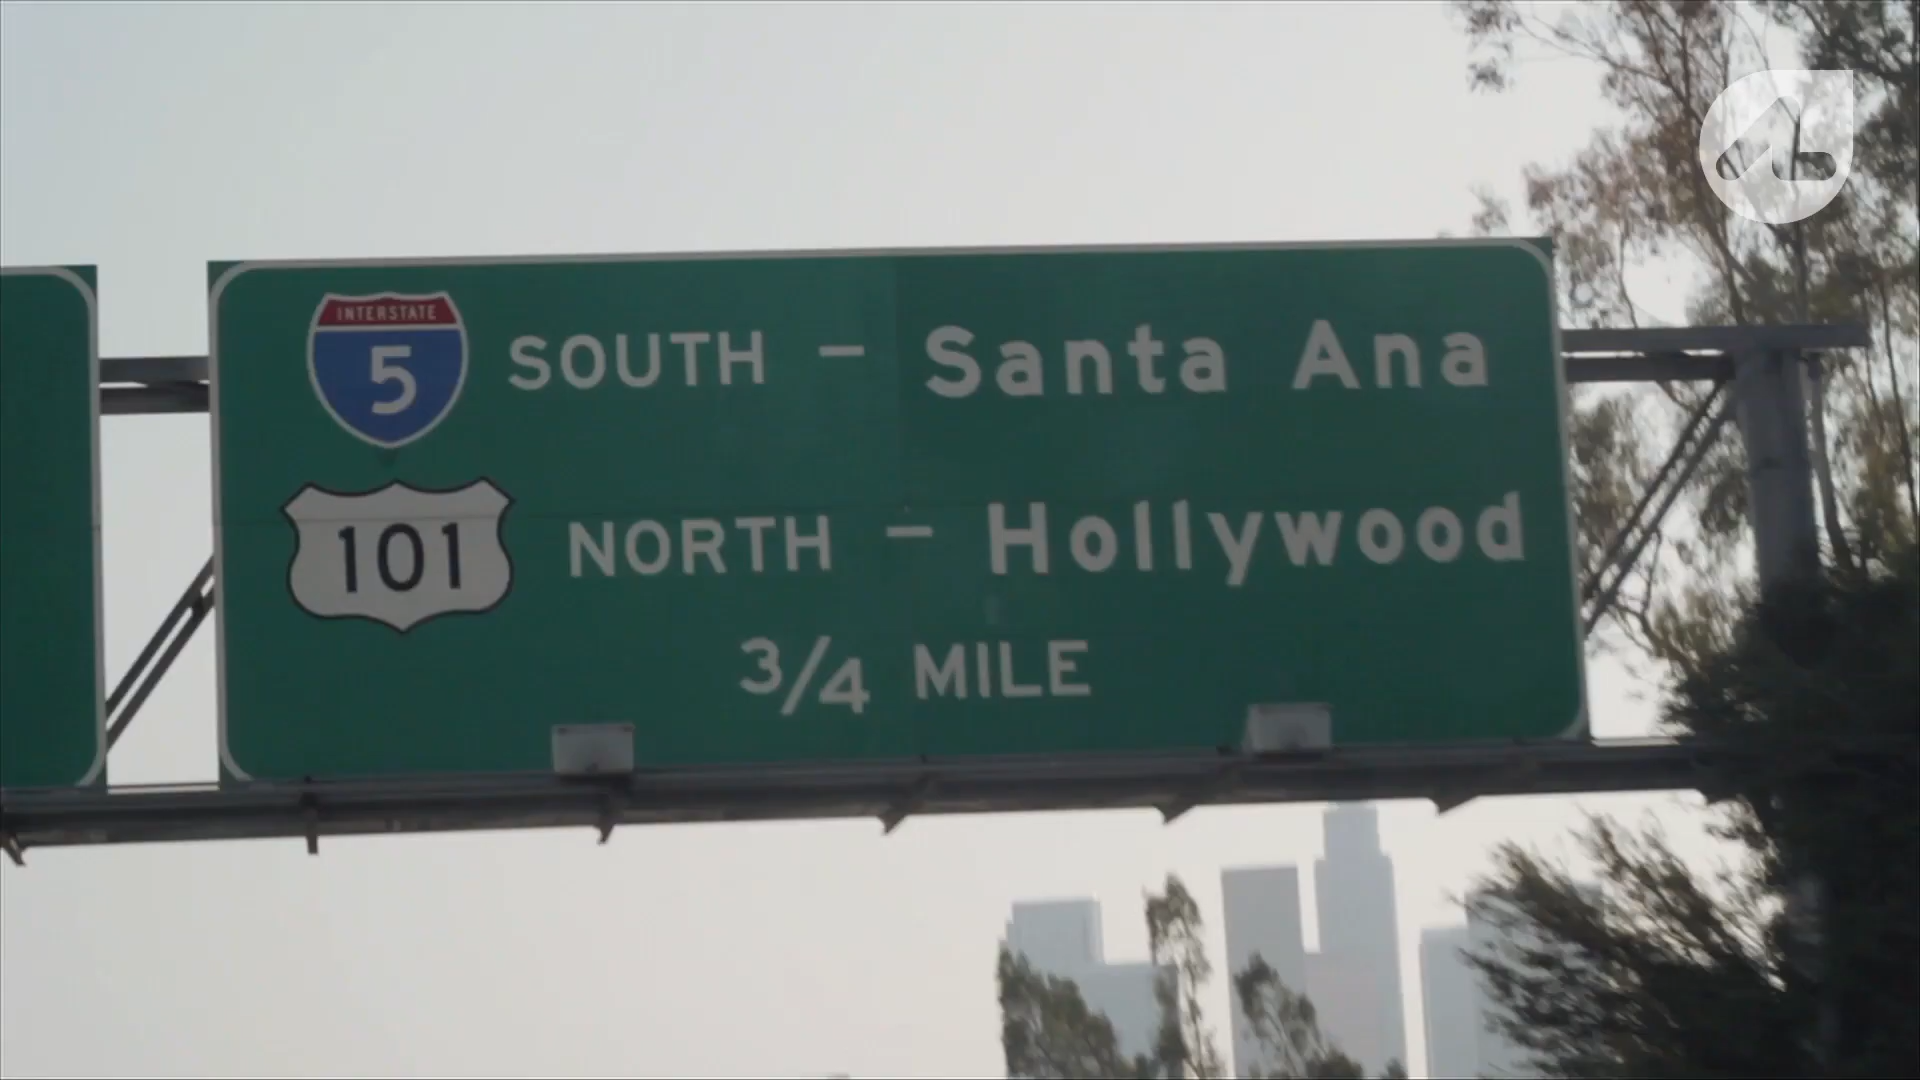 INTERSTATE
5 SOUTH - Santa Ana
101 NORTH - Hollywood
3/4 MILE